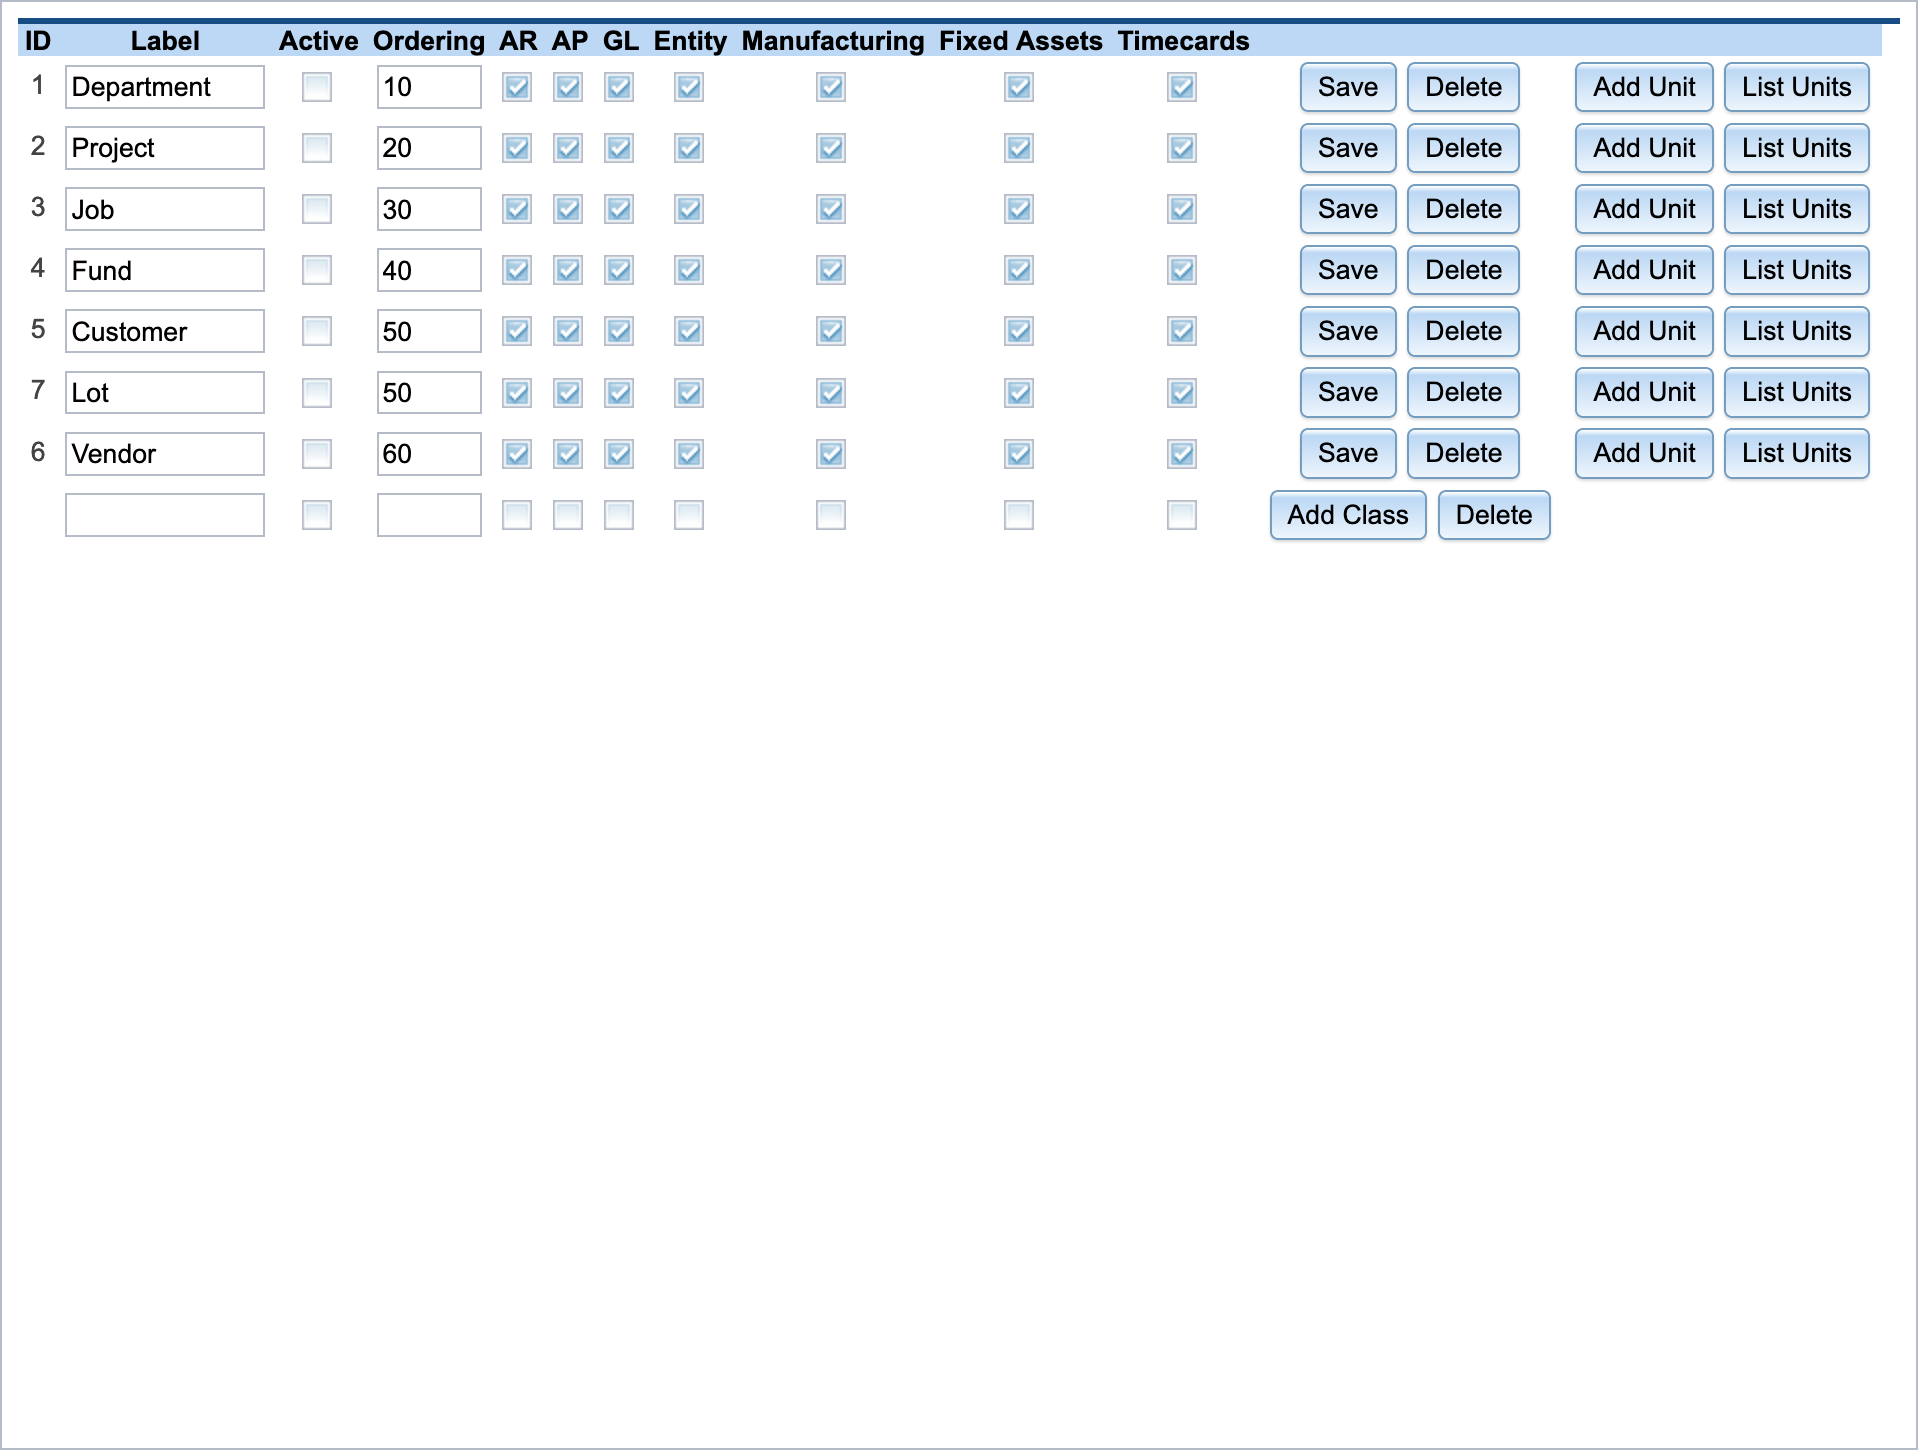 ID Label Active Ordering AR AP GL Entity Manufacturing Fixed Assets Timecards
1 Department 10 Save Delete Add Unit List Units
2 Project 20 Save Delete Add Unit List Units
3 Job 30 Save Delete Add Unit List Units
4 Fund 40 Save Delete Add Unit List Units
5 Customer 50 Save Delete Add Unit List Units
7 Lot 50 Save Delete Add Unit List Units
6 Vendor 60 Save Delete Add Unit List Units
Add Class Delete